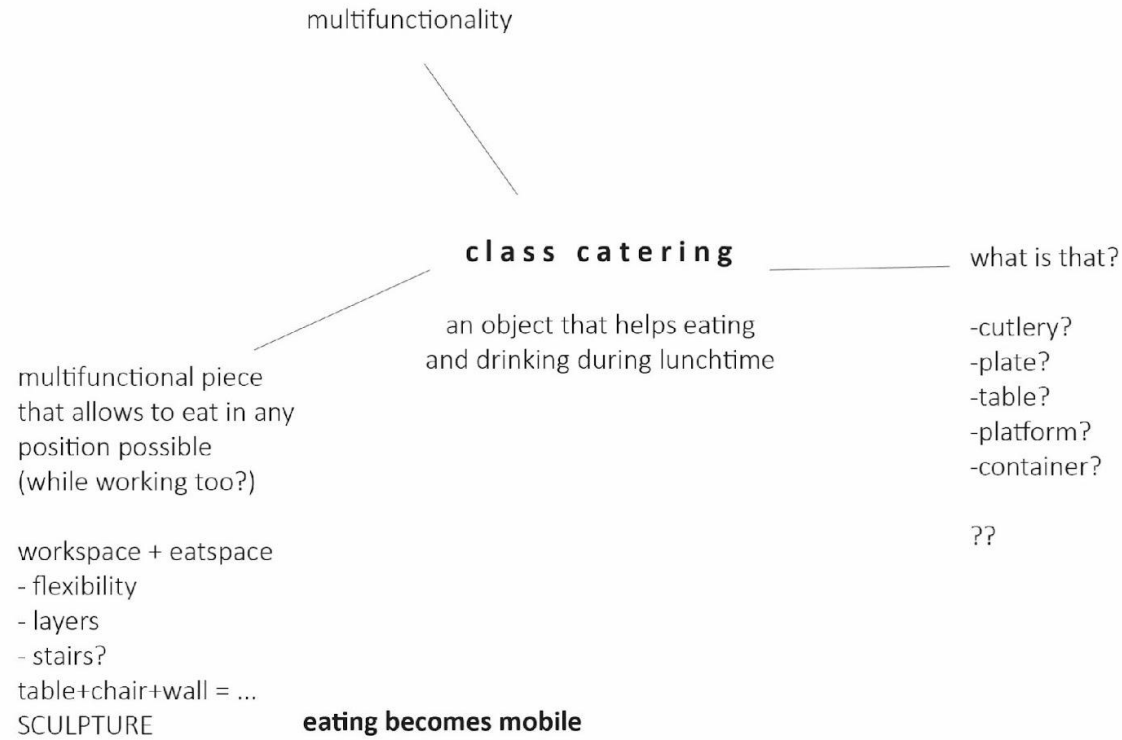 multifunctionality
class catering
an object that helps eating
and drinking during lunchtime
what is that?
-cutlery?
-plate?
-table?
-platform?
-container?
??
multifunctional piece
that allows to eat in any
position possible
(while working too?)
workspace + eatspace
- flexibility
- layers
- stairs?
table+chair+wall = ...
SCULPTURE
eating becomes mobile